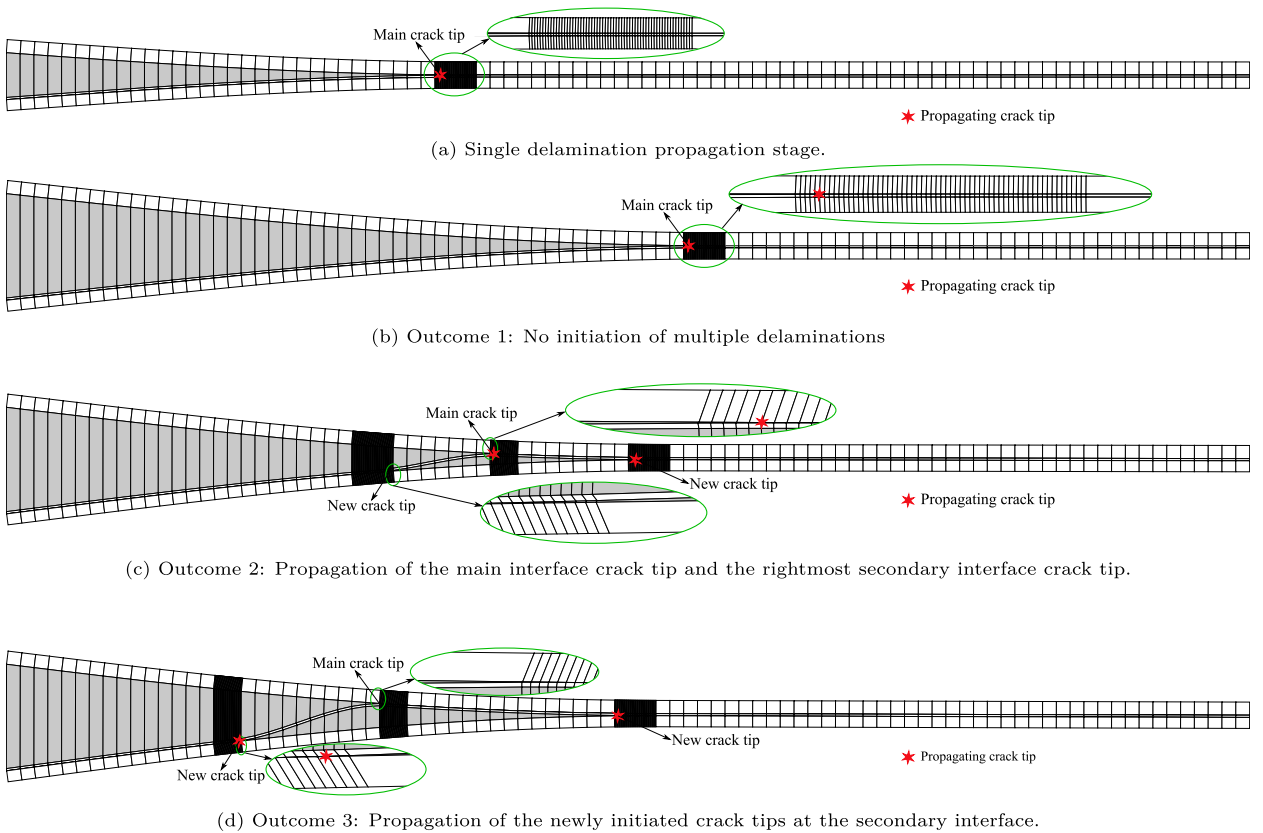 Main crack tip
Propagating crack tip
(a) Single delamination propagation stage.
Main crack tip
Propagating crack tip
(b) Outcome 1: No initiation of multiple delaminations
Main crack tip
New crack tip
New crack tip
Propagating crack tip
(c) Outcome 2: Propagation of the main interface crack tip and the rightmost secondary interface crack tip.
Main crack tip
New crack tip
Propagating crack tip
New crack tip
(d) Outcome 3: Propagation of the newly initiated crack tips at the secondary interface.